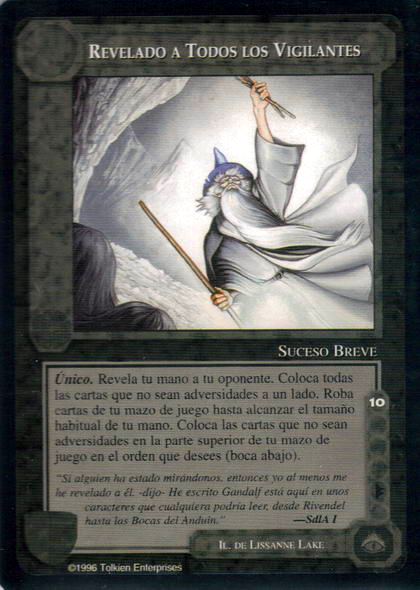 REVELADO A TODOS LOS VIGILANTES
SUCESO BREVE
Único. Revela tu mano a tu oponente. Coloca todas
las cartas que no sean adversidades a un lado. Roba
cartas de tu mazo de juego hasta alcanzar el tamaño
habitual de tu mano. Coloca las cartas que no sean
adversidades en la parte superior de tu mazo de
juego en el orden que desees (boca abajo).
10
"Si alguien ha estado mirándonos, entonces yo al menos me
he revelado a él. -dijo- He escrito Gandalf está aquí en unos
caracteres que cualquiera podría leer, desde Rivendel
hasta las Bocas del Anduin." —SdlA I
IL. DE LISSANNE LAKE
©1996 Tolkien Enterprises